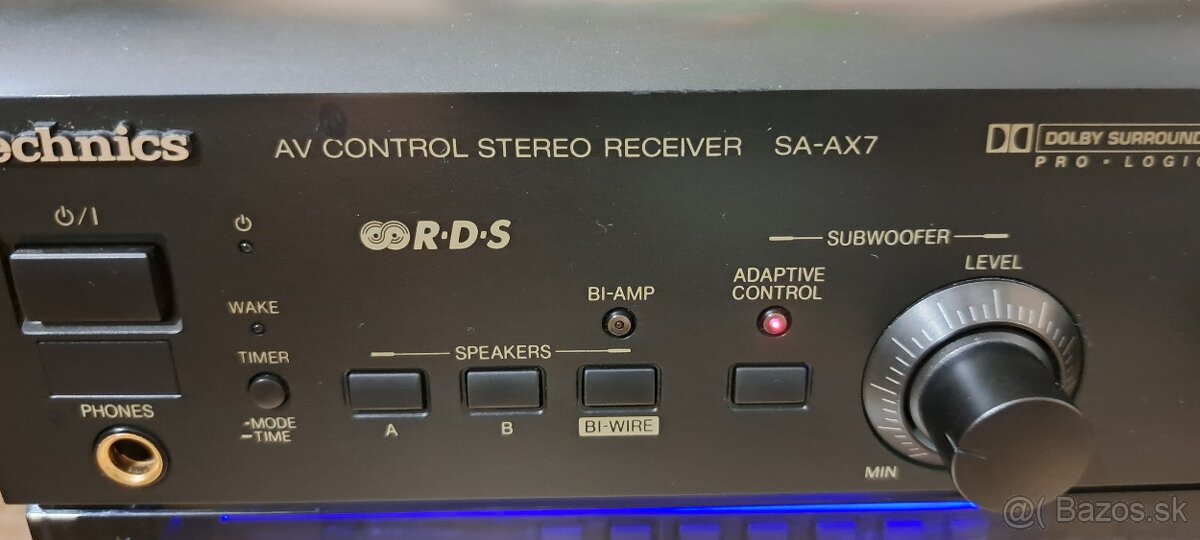 echnics
AV CONTROL STEREO RECEIVER SA-AX7
DOLBY SURROUND
PRO • LOGIC
⏻/I
⏻
R·D·S
SUBWOOFER
LEVEL
WAKE
BI-AMP
ADAPTIVE
CONTROL
TIMER
SPEAKERS
PHONES
-MODE
-TIME
A
B
BI-WIRE
MIN
@( Bazos.sk